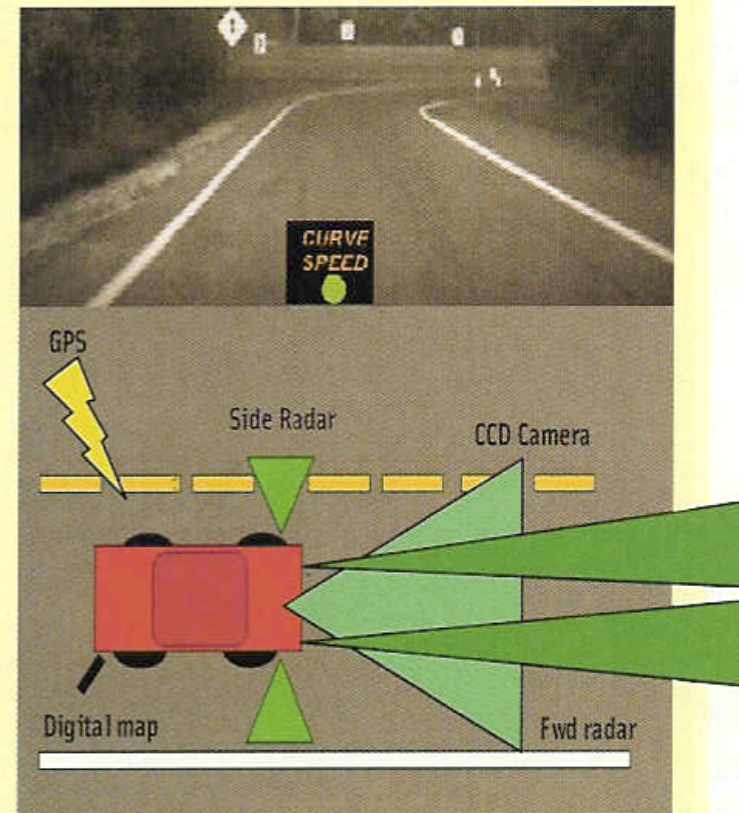 CURVE
SPEED
GPS
Side Radar
CCD Camera
Digital map
Fwd radar